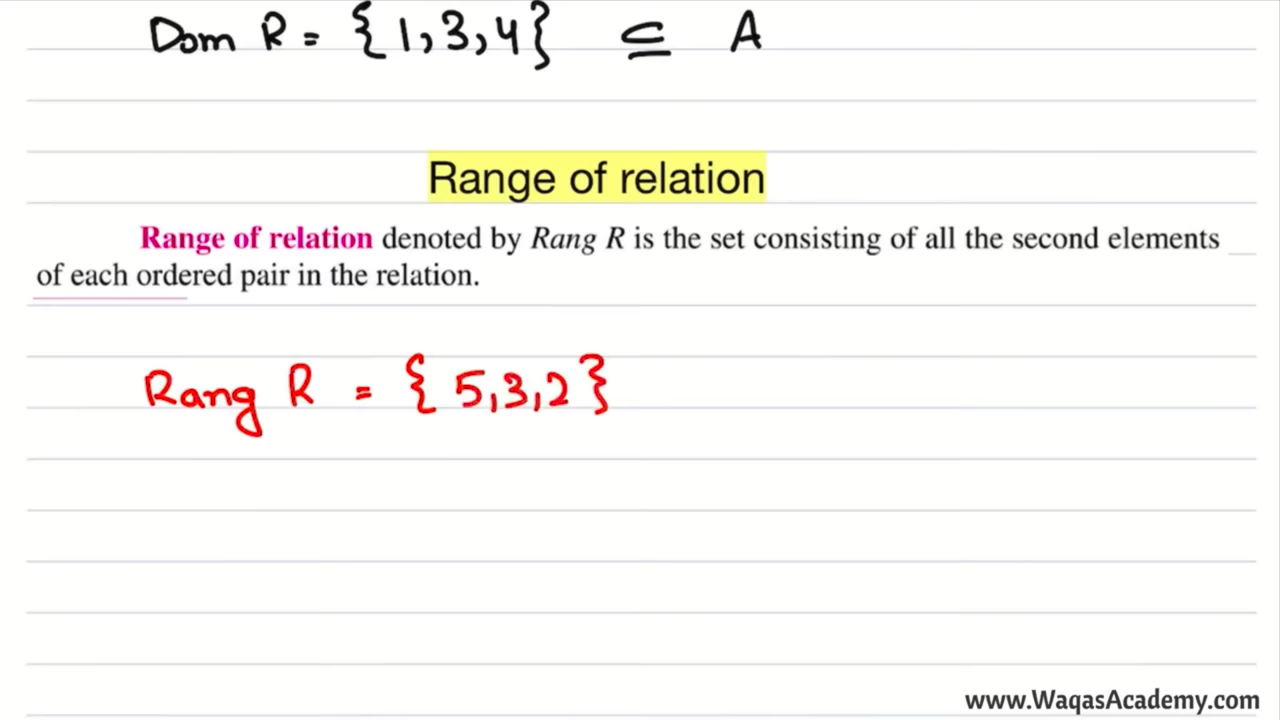 Dom R = {1,3,4} ⊆ A
Range of relation
Range of relation denoted by Rang R is the set consisting of all the second elements
of each ordered pair in the relation.
Rang R = { 5,3,2}
www.WaqasAcademy.com